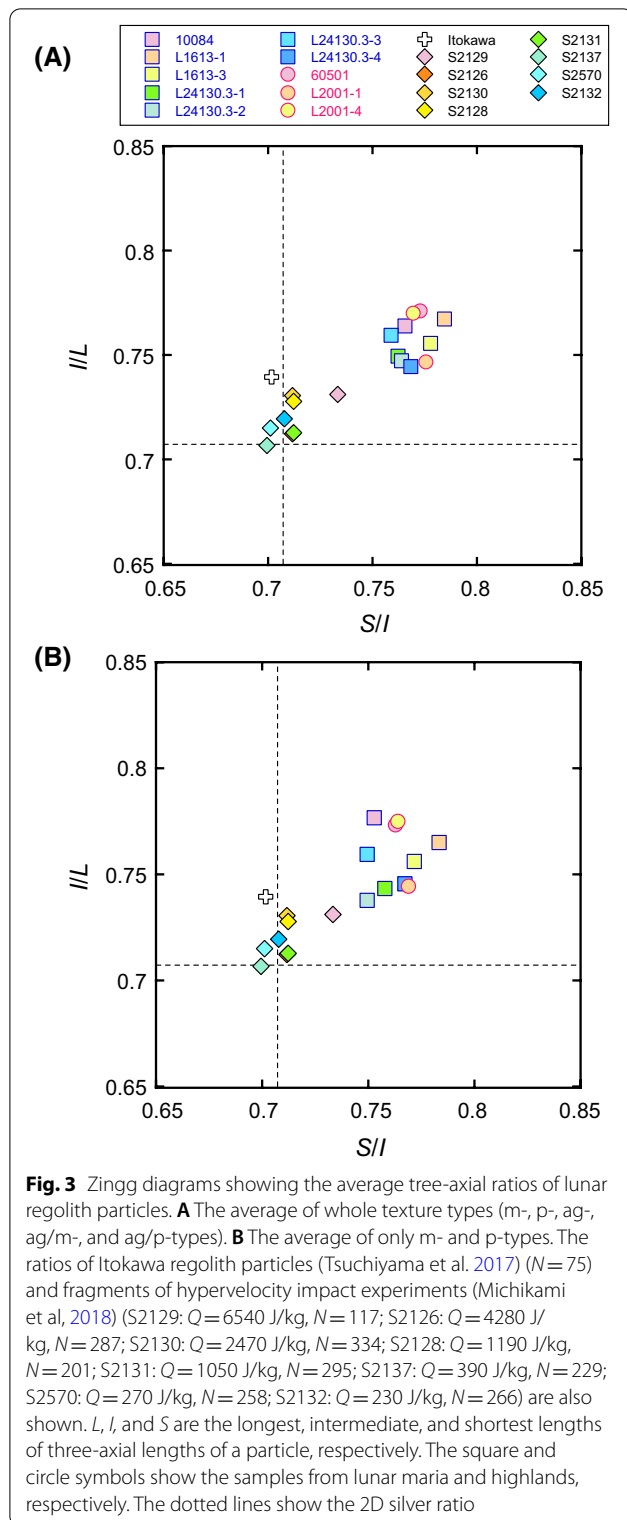 (A)
10084
L1613-1
L1613-3
L24130.3-1
L24130.3-2
L24130.3-3
L24130.3-4
60501
L2001-1
L2001-4
Itokawa
S2129
S2126
S2130
S2128
S2131
S2137
S2570
S2132
0.85
0.8
0.75
0.7
0.65
I/L
0.65 0.7 0.75 0.8 0.85
S/I
(B)
0.85
0.8
0.75
0.7
0.65
I/L
0.65 0.7 0.75 0.8 0.85
S/I
Fig. 3 Zingg diagrams showing the average tree-axial ratios of lunar
regolith particles. A The average of whole texture types (m-, p-, ag-,
ag/m-, and ag/p-types). B The average of only m- and p-types. The
ratios of Itokawa regolith particles (Tsuchiyama et al. 2017) (N = 75)
and fragments of hypervelocity impact experiments (Michikami
et al, 2018) (S2129: Q = 6540 J/kg, N = 117; S2126: Q = 4280 J/
kg, N = 287; S2130: Q = 2470 J/kg, N = 334; S2128: Q = 1190 J/kg,
N = 201; S2131: Q = 1050 J/kg, N = 295; S2137: Q = 390 J/kg, N = 229;
S2570: Q = 270 J/kg, N = 258; S2132: Q = 230 J/kg, N = 266) are also
shown. L, I, and S are the longest, intermediate, and shortest lengths
of three-axial lengths of a particle, respectively. The square and
circle symbols show the samples from lunar maria and highlands,
respectively. The dotted lines show the 2D silver ratio